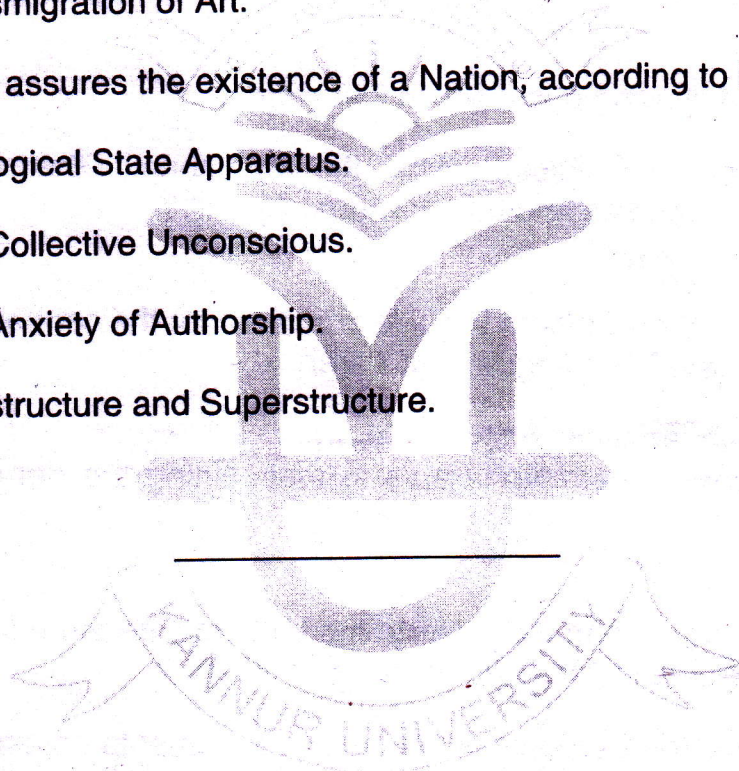 smigration of Art.
assures the existence of a Nation, according to
ogical State Apparatus.
Collective Unconscious.
Anxiety of Authorship.
structure and Superstructure.
KANNUR UNIVERSITY